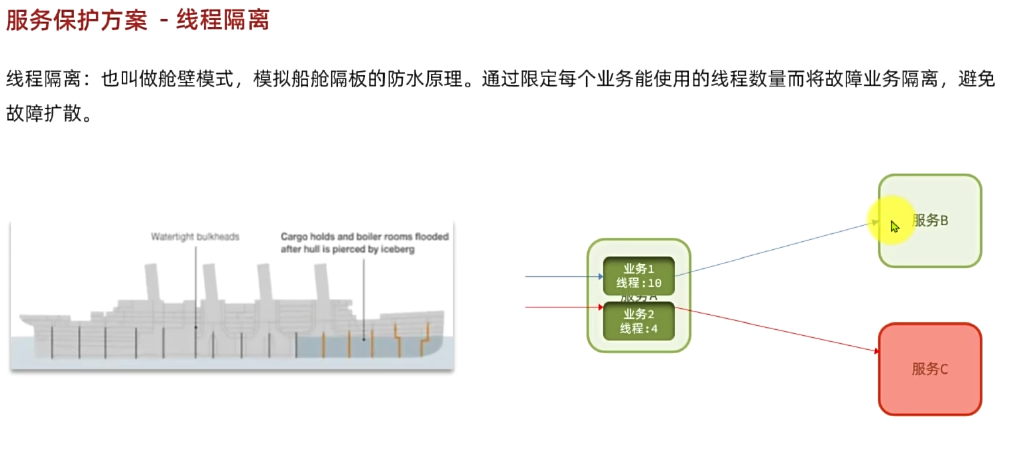 服务保护方案 - 线程隔离
线程隔离：也叫做舱壁模式，模拟船舱隔板的防水原理。通过限定每个业务能使用的线程数量而将故障业务隔离，避免
故障扩散。
Watertight bulkheads
Cargo holds and boiler rooms flooded
after hull is pierced by iceberg
业务1
线程:10
服务A
业务2
线程:4
服务B
服务C